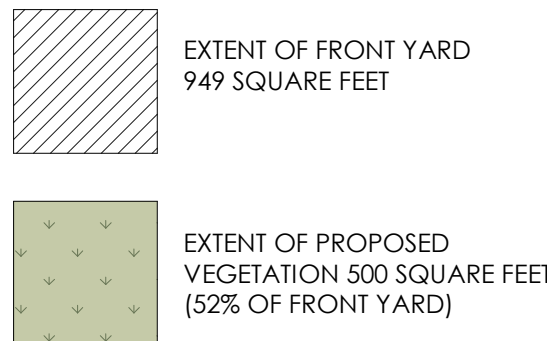 EXTENT OF FRONT YARD
949 SQUARE FEET
EXTENT OF PROPOSED
VEGETATION 500 SQUARE FEET
(52% OF FRONT YARD)